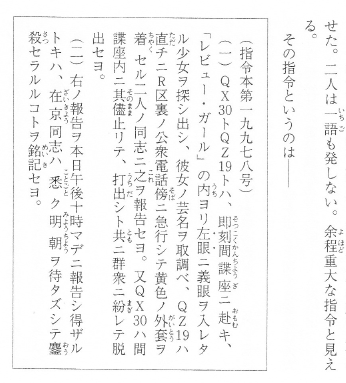 せた。二人は一語も発しない。余程重大な指令と見え
る。
その指令というのは――
(指令本第一九九七八号)
(一)QX30トQZ19トハ、即刻間諜座ニ赴キ、
「レビュー・ガール」の内ヨリ左眼ニ義眼ヲ入レタ
ル少女ヲ探シ出シ、彼女ノ芸名ヲ取調ベ、QZ19ハ
直チニR区裏ノ公衆電話傍ニ急行シテ黄色ノ外套ヲ
着セル二人ノ同志ニ之ヲ報告セヨ。又QX30ハ間
諜座内ニ其儘止リテ、打出シト共ニ群衆ニ紛レテ脱
出セヨ。
(二)右ノ報告ヲ本日午後十時マデニ報告シ得ザル
トキハ、在京同志ハ悉ク明朝ヲ待タズシテ鏖
殺セラルルコトヲ銘記セヨ。